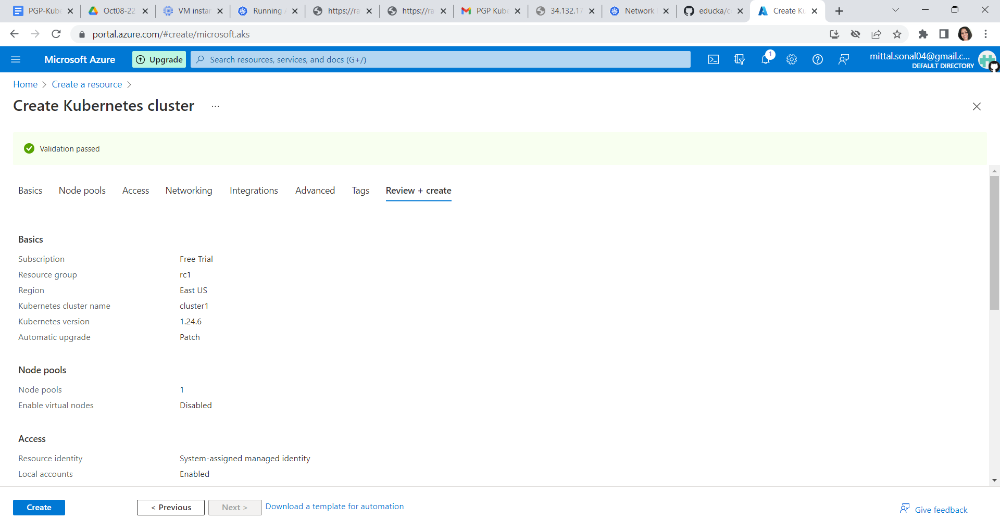 PGP-Kube
Oct08-22
VM instan
Running A
https://ra
https://ra
PGP Kube
34.132.17
Network
educka/co
Create Ku
portal.azure.com/#create/microsoft.aks
Microsoft Azure
Upgrade
Search resources, services, and docs (G+/)
1
mittal.sonal04@gmail.c...
DEFAULT DIRECTORY
Home > Create a resource >
Create Kubernetes cluster ...
Validation passed
Basics Node pools Access Networking Integrations Advanced Tags Review + create
Basics
Subscription Free Trial
Resource group rc1
Region East US
Kubernetes cluster name cluster1
Kubernetes version 1.24.6
Automatic upgrade Patch
Node pools
Node pools 1
Enable virtual nodes Disabled
Access
Resource identity System-assigned managed identity
Local accounts Enabled
Create < Previous Next > Download a template for automation Give feedback